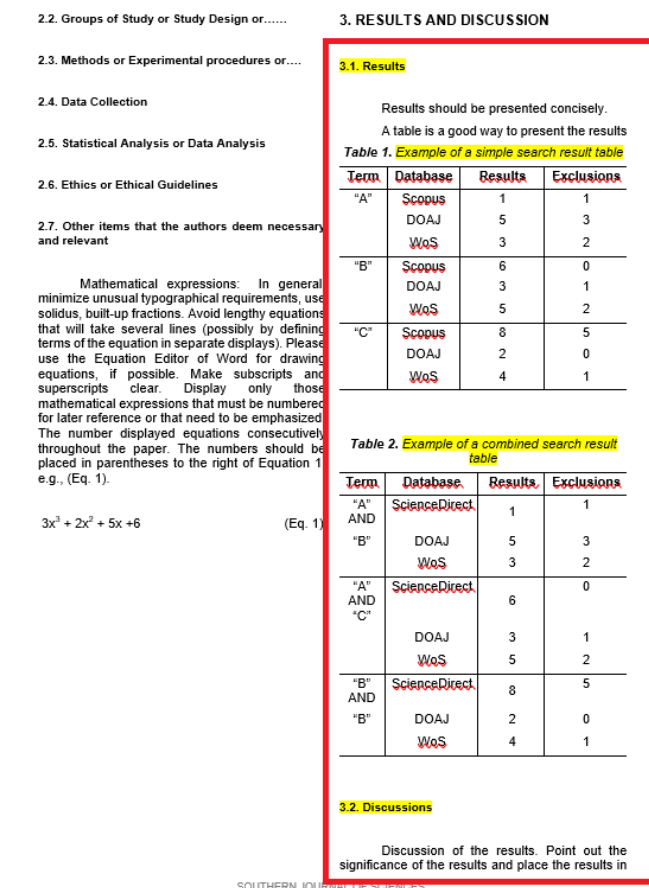 2.2. Groups of Study or Study Design or......
2.3. Methods or Experimental procedures or....
2.4. Data Collection
2.5. Statistical Analysis or Data Analysis
2.6. Ethics or Ethical Guidelines
2.7. Other items that the authors deem necessary
and relevant
Mathematical expressions: In general
minimize unusual typographical requirements, use
solidus, built-up fractions. Avoid lengthy equations
that will take several lines (possibly by defining
terms of the equation in separate displays). Please
use the Equation Editor of Word for drawing
equations, if possible. Make subscripts and
superscripts clear. Display only those
mathematical expressions that must be numbered
for later reference or that need to be emphasized
The number displayed equations consecutively
throughout the paper. The numbers should be
placed in parentheses to the right of Equation 1
e.g., (Eq. 1).
3x³ + 2x² + 5x +6 (Eq. 1)
3. RESULTS AND DISCUSSION
3.1. Results
Results should be presented concisely.
A table is a good way to present the results
Table 1. Example of a simple search result table
Term Database Results Exclusions
“A” Scopus 1 1
DOAJ 5 3
WoS 3 2
“B” Scopus 6 0
DOAJ 3 1
WoS 5 2
“C” Scopus 8 5
DOAJ 2 0
WoS 4 1
Table 2. Example of a combined search result
table
Term Database Results Exclusions
“A” ScienceDirect 1 1
AND
“B” DOAJ 5 3
WoS 3 2
“A” ScienceDirect 0
AND 6
“C”
DOAJ 3 1
WoS 5 2
“B” ScienceDirect 8 5
AND
“B” DOAJ 2 0
WoS 4 1
3.2. Discussions
Discussion of the results. Point out the
significance of the results and place the results in
SOUTHERN JOURNAL OF SCIENCES